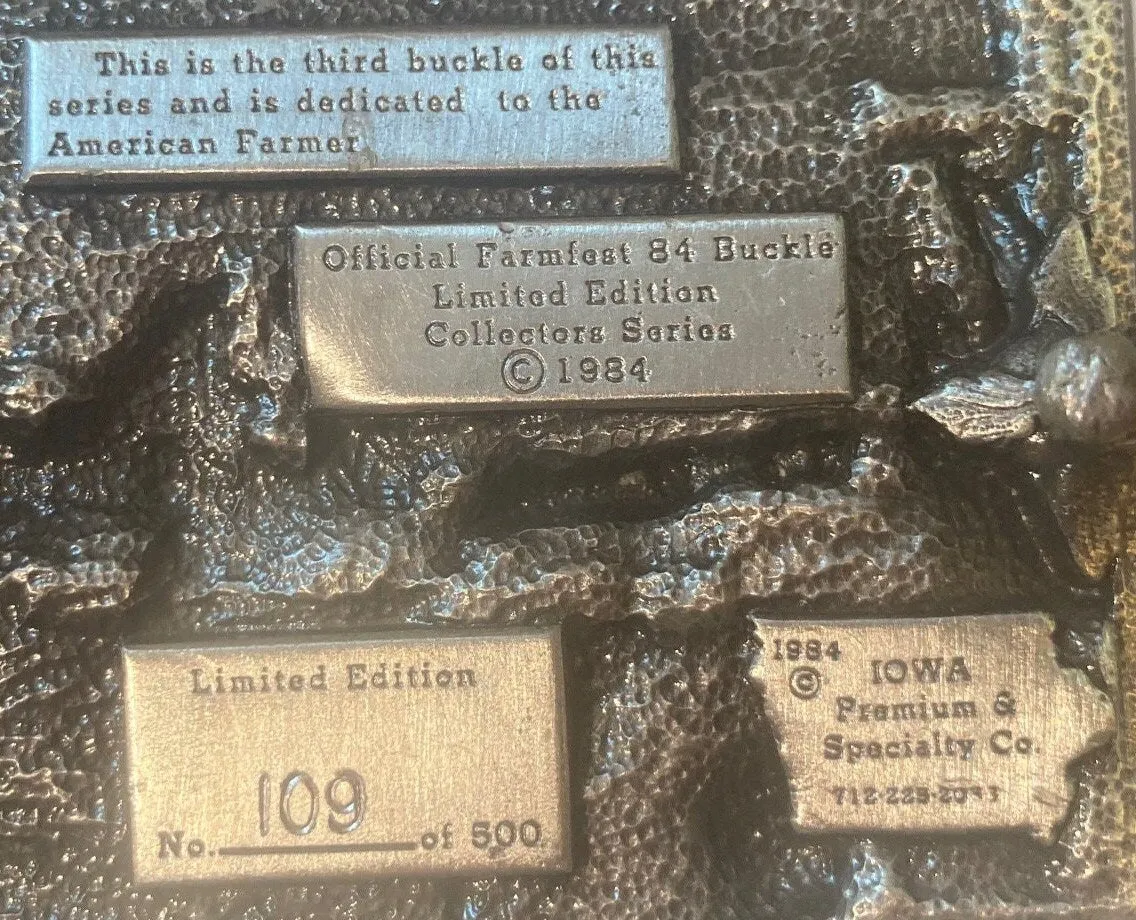 This is the third buckle of this
series and is dedicated to the
American Farmer
Official Farmfest 84 Buckle
Limited Edition
Collectors Series
© 1984
Limited Edition
109
No. of 500
1984
©
IOWA
Premium &
Specialty Co.